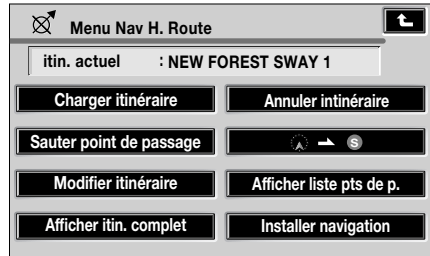 Menu Nav H. Route
itin. actuel : NEW FOREST SWAY 1
Charger itinéraire
Annuler intinéraire
Sauter point de passage
S
Modifier itinéraire
Afficher liste pts de p.
Afficher itin. complet
Installer navigation